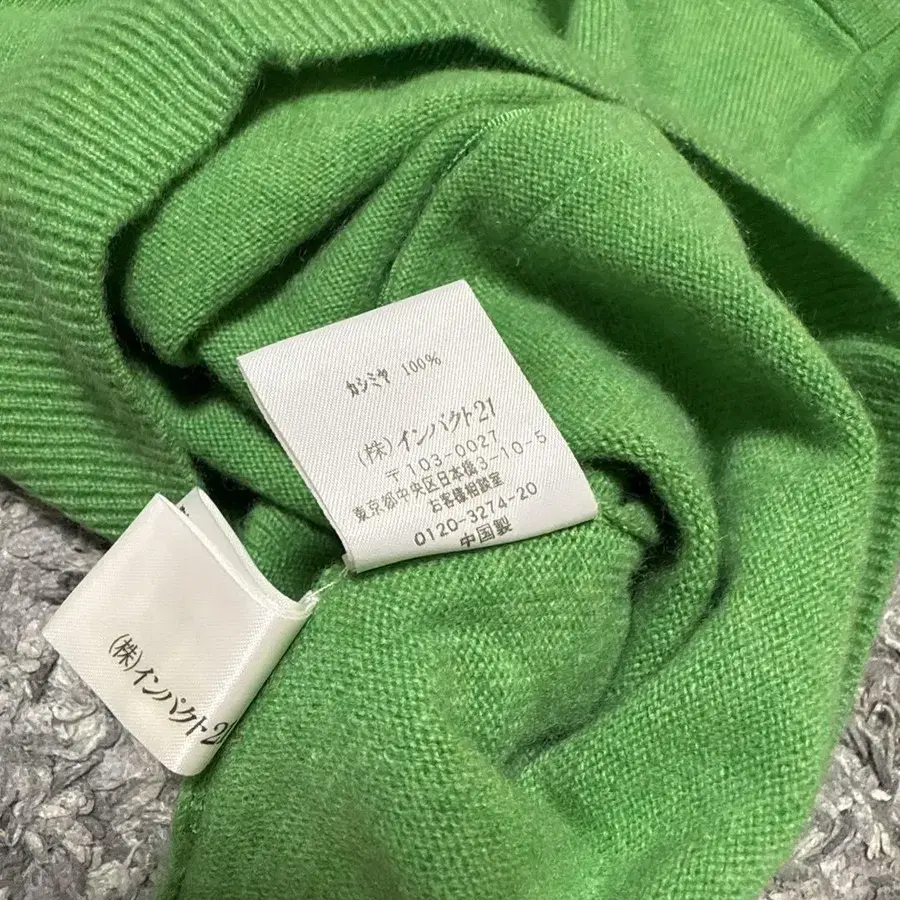 カシミヤ 100%
(株)インパクト21
〒103-0027
東京都中央区日本橋3-10-5
お客様相談室
0120-3274-20
中国製
(株)インパクト2